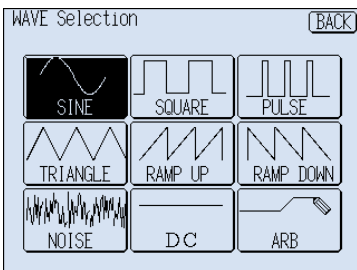 WAVE Selection BACK
SINE SQUARE PULSE
TRIANGLE RAMP UP RAMP DOWN
NOISE DC ARB